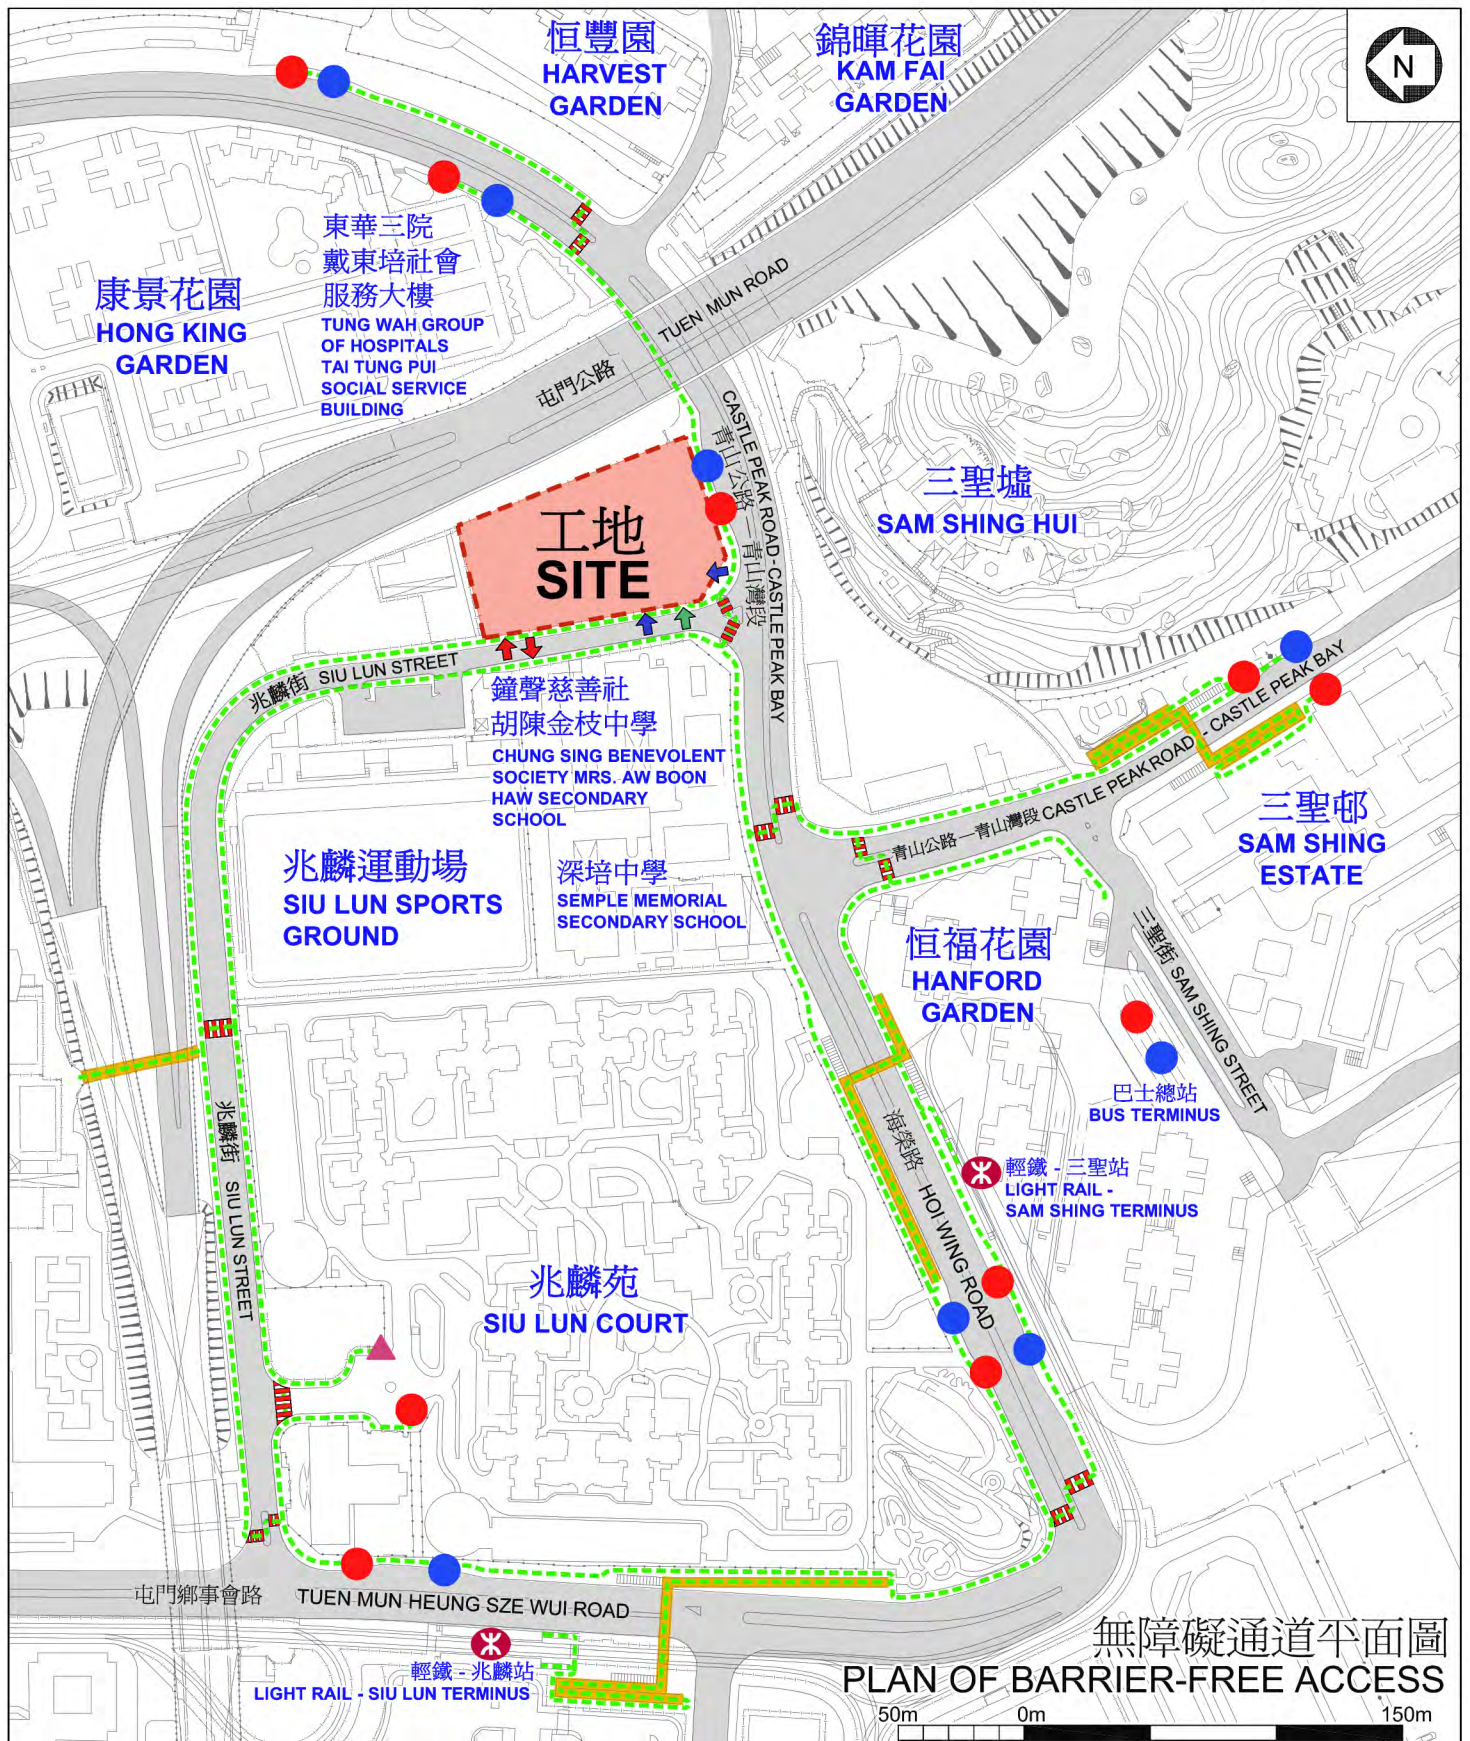 恒豐園
HARVEST
GARDEN
錦暉花園
KAM FAI
GARDEN
N
東華三院
戴東培社會
服務大樓
TUNG WAH GROUP
OF HOSPITALS
TAI TUNG PUI
SOCIAL SERVICE
BUILDING
康景花園
HONG KING
GARDEN
屯門公路
TUEN MUN ROAD
CASTLE PEAK ROAD - CASTLE PEAK BAY
青山公路 — 青山灣段
三聖墟
SAM SHING HUI
工地
SITE
兆麟街 SIU LUN STREET
鐘聲慈善社
胡陳金枝中學
CHUNG SING BENEVOLENT
SOCIETY MRS. AW BOON
HAW SECONDARY
SCHOOL
青山公路 — 青山灣段 CASTLE PEAK ROAD - CASTLE PEAK BAY
三聖邨
SAM SHING
ESTATE
兆麟運動場
SIU LUN SPORTS
GROUND
深培中學
SEMPLE MEMORIAL
SECONDARY SCHOOL
恒福花園
HANFORD
GARDEN
三聖街 SAM SHING STREET
巴士總站
BUS TERMINUS
兆麟街 SIU LUN STREET
海榮路 HOI WING ROAD
輕鐵 - 三聖站
LIGHT RAIL -
SAM SHING TERMINUS
兆麟苑
SIU LUN COURT
屯門鄉事會路 TUEN MUN HEUNG SZE WUI ROAD
輕鐵 - 兆麟站
LIGHT RAIL - SIU LUN TERMINUS
無障礙通道平面圖
PLAN OF BARRIER-FREE ACCESS
50m 0m 150m